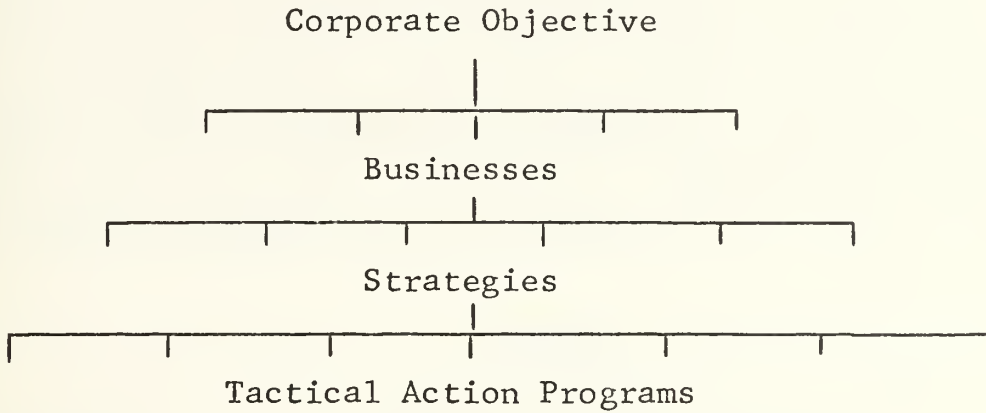 Corporate Objective
Businesses
Strategies
Tactical Action Programs